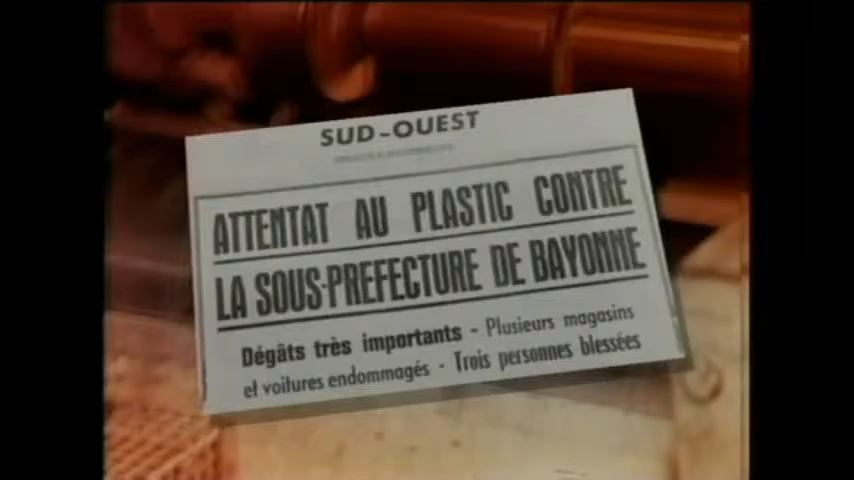 SUD-OUEST
ATTENTAT AU PLASTIC CONTRE
LA SOUS-PREFECTURE DE BAYONNE
Dégâts très importants - Plusieurs magasins
et voitures endommagés - Trois personnes blessées